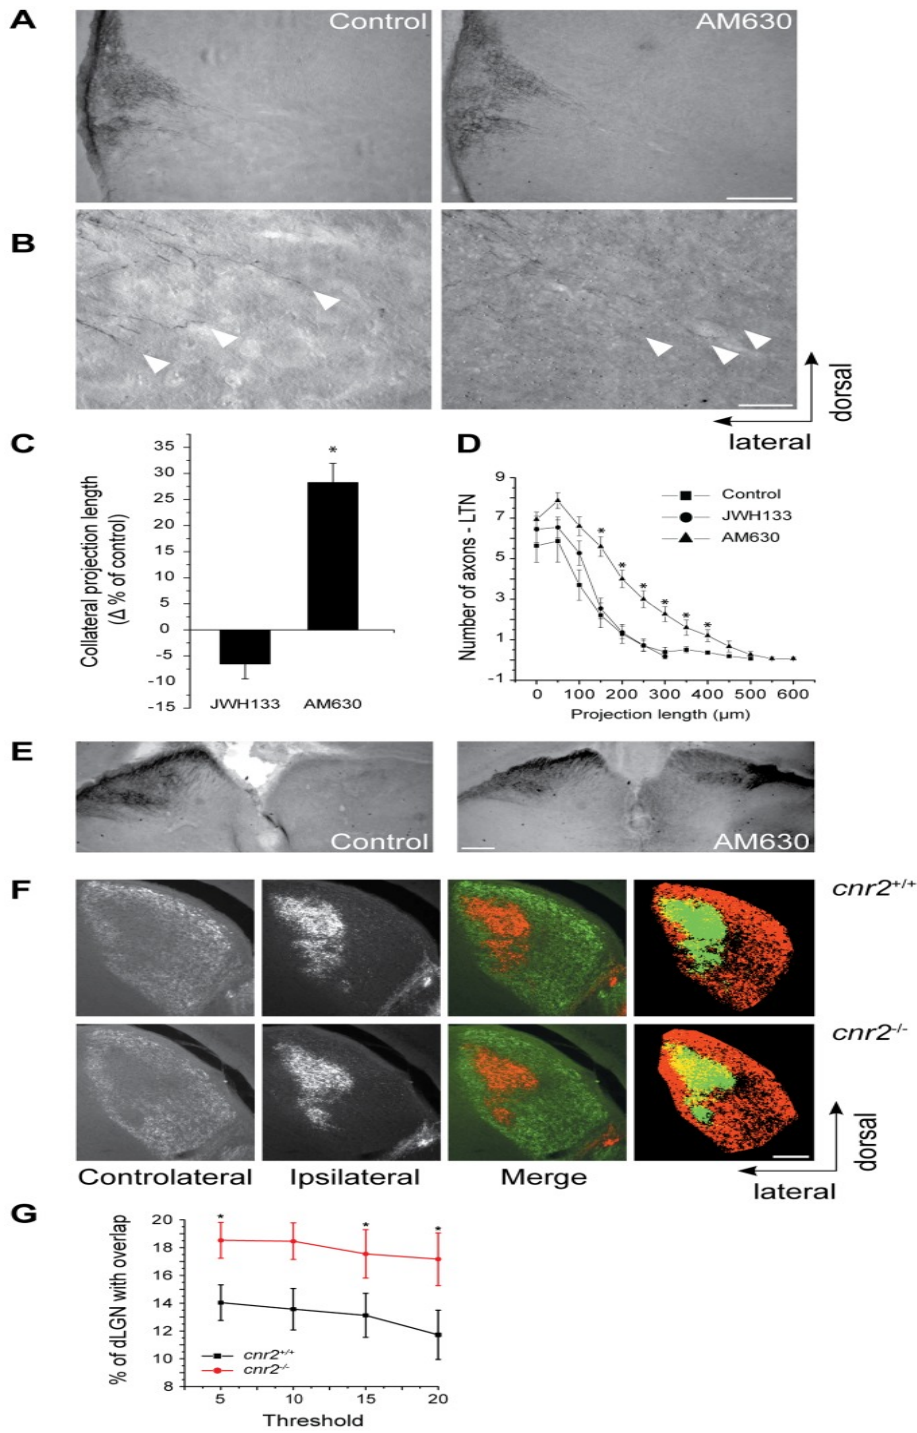 A
Control
AM630
B
dorsal
lateral
C
D
Collateral projection length
(Δ % of control)
35
30
25
20
15
10
5
0
-5
-10
-15
*
JWH133
AM630
Number of axons - LTN
9
7
5
3
1
-1
Control
JWH133
AM630
* * * * * *
0 100 200 300 400 500 600
Projection length (μm)
E
Control
AM630
F
cnr2+/+
cnr2-/-
Controlateral
Ipsilateral
Merge
dorsal
lateral
G
% of dLGN with overlap
20
18
16
14
12
10
8
* * *
cnr2+/+
cnr2-/-
5 10 15 20
Threshold